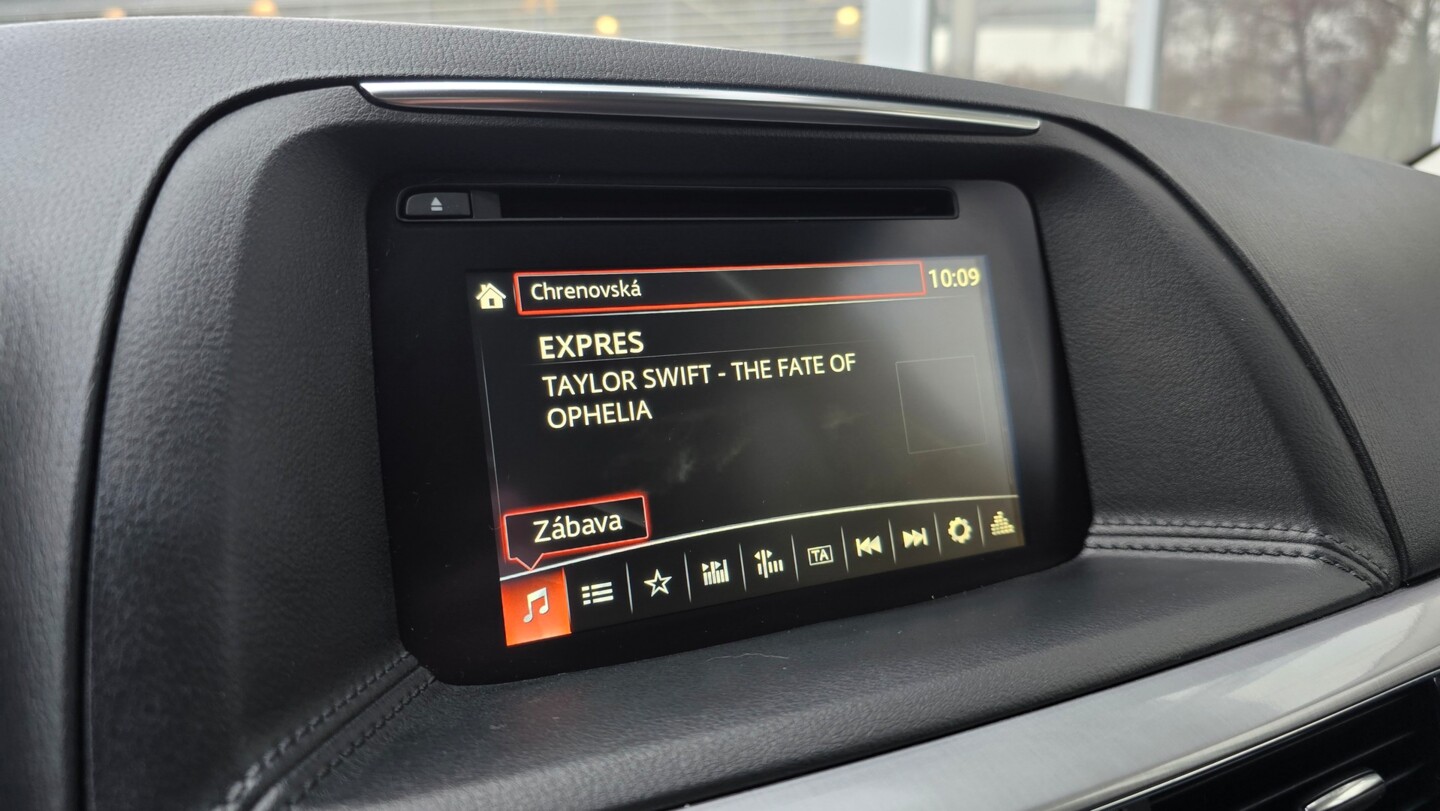 Chrenovská 10:09
EXPRES
TAYLOR SWIFT - THE FATE OF
OPHELIA
Zábava
TA